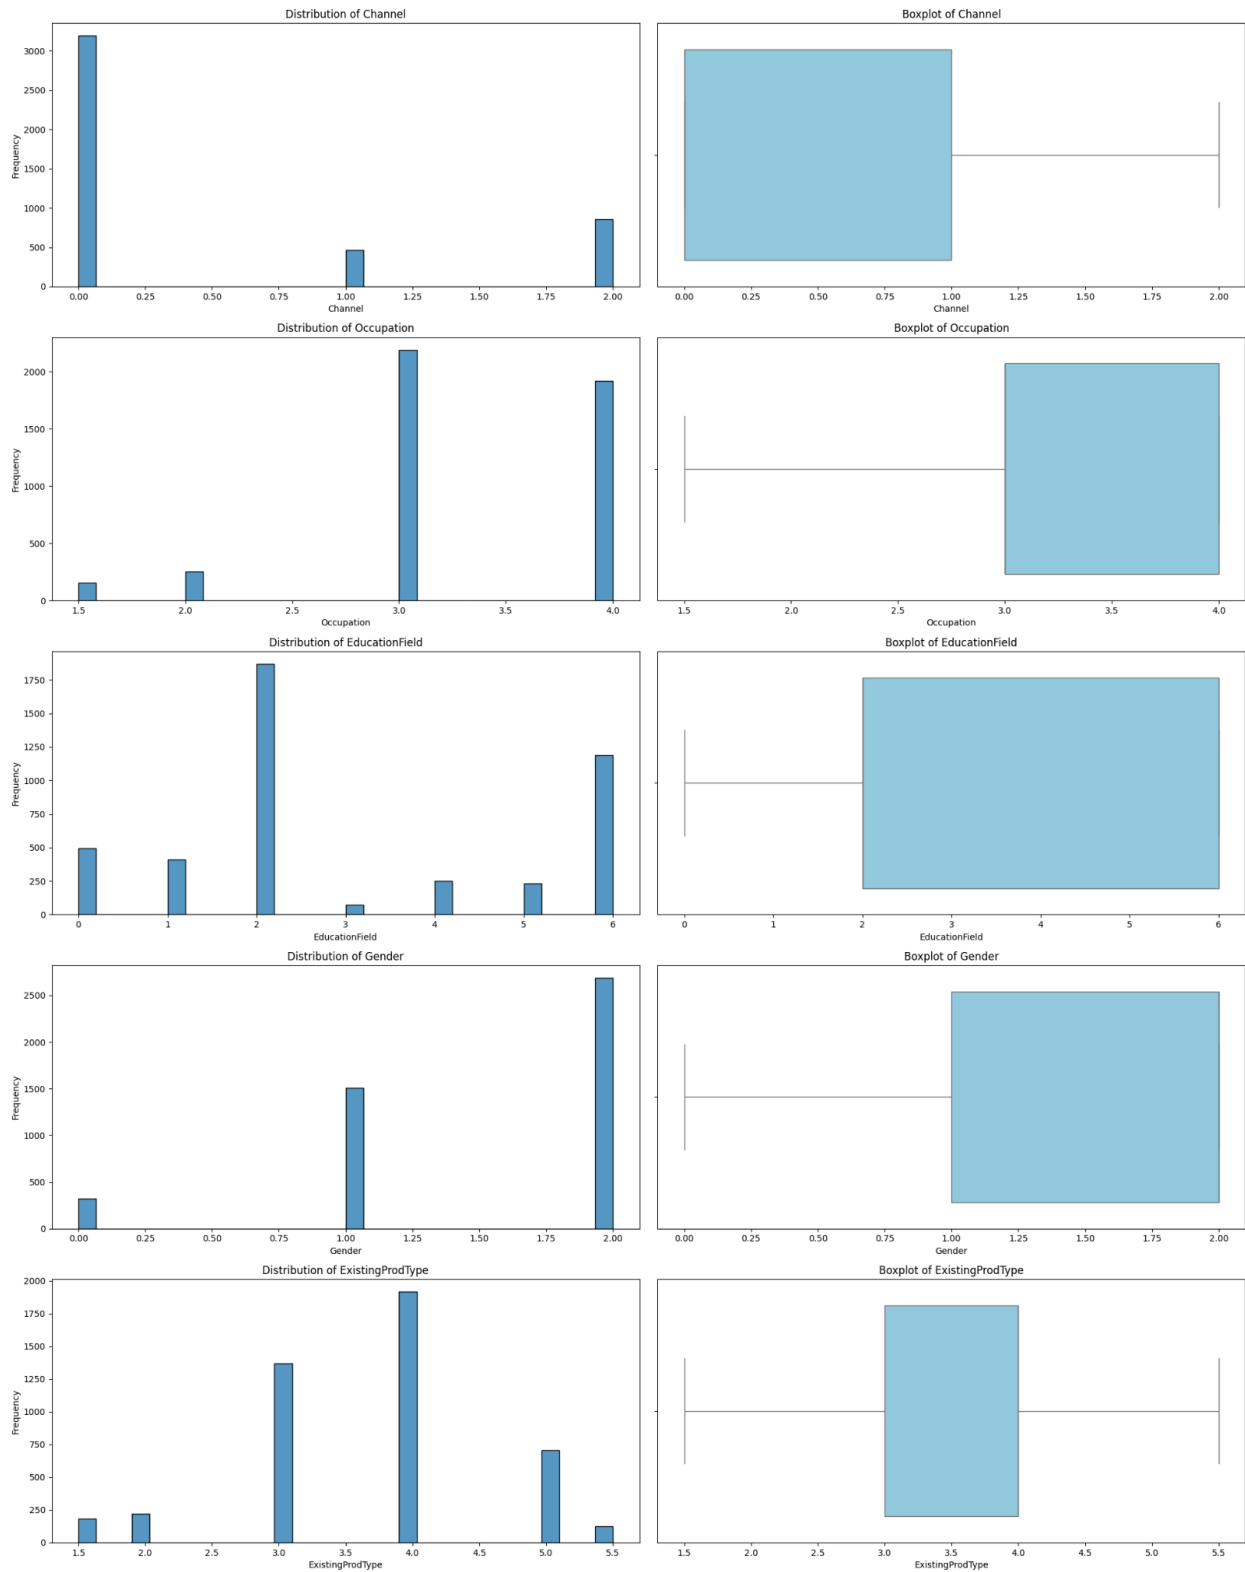 Distribution of Channel
Boxplot of Channel
3000
2500
2000
1500
1000
500
0
Frequency
0.00 0.25 0.50 0.75 1.00 1.25 1.50 1.75 2.00
Channel
0.00 0.25 0.50 0.75 1.00 1.25 1.50 1.75 2.00
Channel
Distribution of Occupation
Boxplot of Occupation
2000
1500
1000
500
0
Frequency
1.5 2.0 2.5 3.0 3.5 4.0
Occupation
1.5 2.0 2.5 3.0 3.5 4.0
Occupation
Distribution of EducationField
Boxplot of EducationField
1750
1500
1250
1000
750
500
250
0
Frequency
0 1 2 3 4 5 6
EducationField
0 1 2 3 4 5 6
EducationField
Distribution of Gender
Boxplot of Gender
2500
2000
1500
1000
500
0
Frequency
0.00 0.25 0.50 0.75 1.00 1.25 1.50 1.75 2.00
Gender
0.00 0.25 0.50 0.75 1.00 1.25 1.50 1.75 2.00
Gender
Distribution of ExistingProdType
Boxplot of ExistingProdType
2000
1750
1500
1250
1000
750
500
250
0
Frequency
1.5 2.0 2.5 3.0 3.5 4.0 4.5 5.0 5.5
ExistingProdType
1.5 2.0 2.5 3.0 3.5 4.0 4.5 5.0 5.5
ExistingProdType